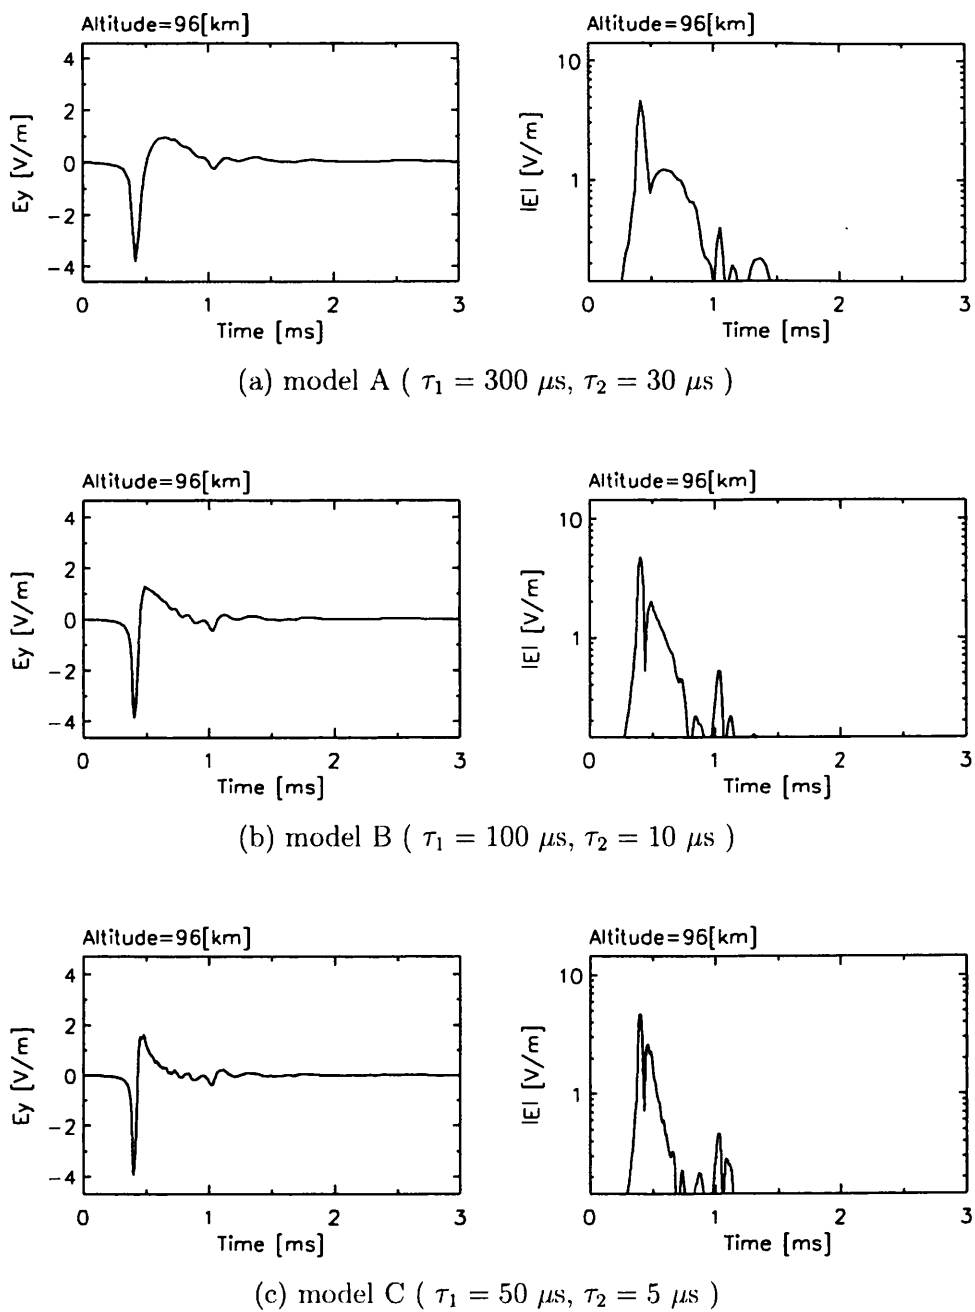 Altitude=96[km]
Altitude=96[km]
Ey [V/m]
4
2
0
−2
−4
0 1 2 3
Time [ms]
|E| [V/m]
10
1
0 1 2 3
Time [ms]
(a) model A ( τ₁ = 300 μs, τ₂ = 30 μs )
Altitude=96[km]
Altitude=96[km]
Ey [V/m]
4
2
0
−2
−4
0 1 2 3
Time [ms]
|E| [V/m]
10
1
0 1 2 3
Time [ms]
(b) model B ( τ₁ = 100 μs, τ₂ = 10 μs )
Altitude=96[km]
Altitude=96[km]
Ey [V/m]
4
2
0
−2
−4
0 1 2 3
Time [ms]
|E| [V/m]
10
1
0 1 2 3
Time [ms]
(c) model C ( τ₁ = 50 μs, τ₂ = 5 μs )